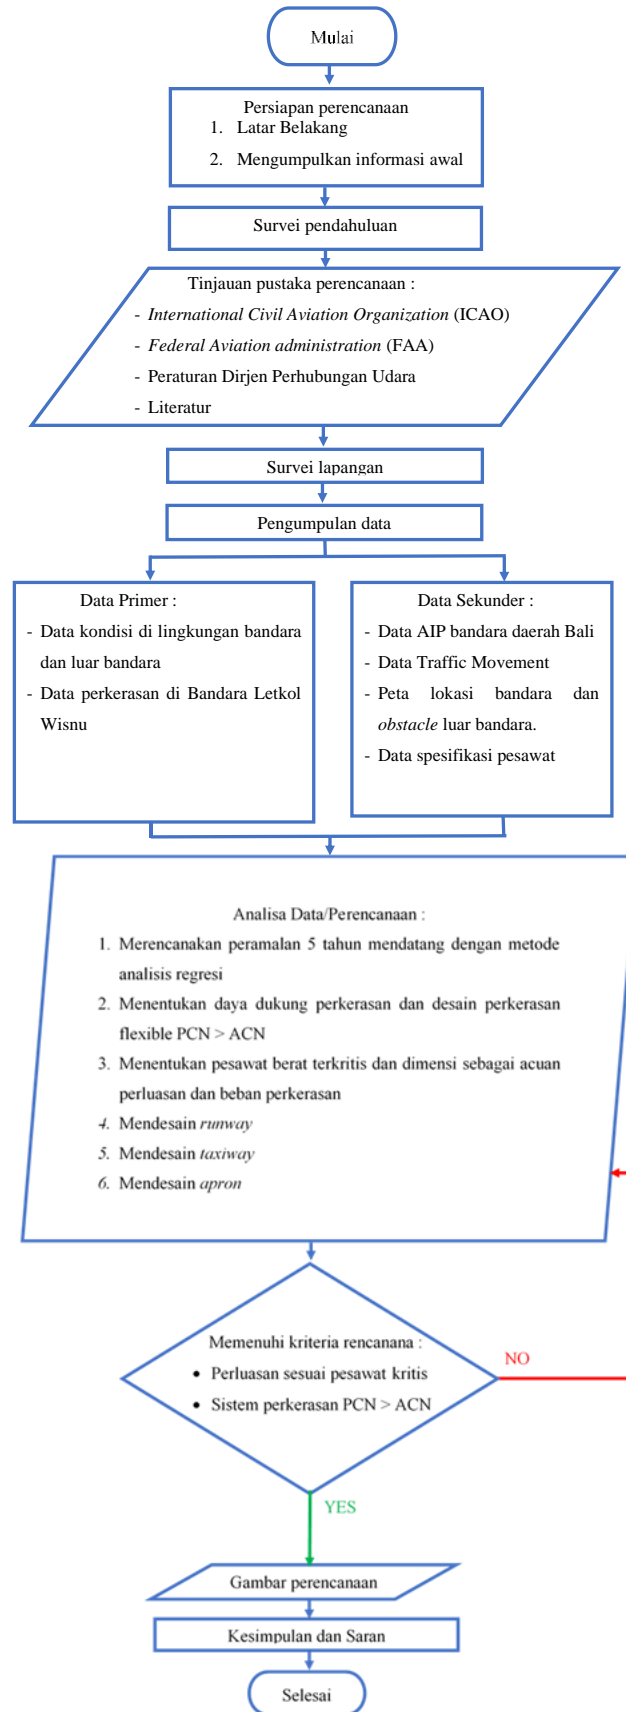 Mulai
Persiapan perencanaan
1. Latar Belakang
2. Mengumpulkan informasi awal
Survei pendahuluan
Tinjauan pustaka perencanaan :
- International Civil Aviation Organization (ICAO)
- Federal Aviation administration (FAA)
- Peraturan Dirjen Perhubungan Udara
- Literatur
Survei lapangan
Pengumpulan data
Data Primer :
- Data kondisi di lingkungan bandara
dan luar bandara
- Data perkerasan di Bandara Letkol
Wisnu
Data Sekunder :
- Data AIP bandara daerah Bali
- Data Traffic Movement
- Peta lokasi bandara dan
obstacle luar bandara.
- Data spesifikasi pesawat
Analisa Data/Perencanaan :
1. Merencanakan peramalan 5 tahun mendatang dengan metode
analisis regresi
2. Menentukan daya dukung perkerasan dan desain perkerasan
flexible PCN > ACN
3. Menentukan pesawat berat terkritis dan dimensi sebagai acuan
perluasan dan beban perkerasan
4. Mendesain runway
5. Mendesain taxiway
6. Mendesain apron
Memenuhi kriteria rencanana :
• Perluasan sesuai pesawat kritis
• Sistem perkerasan PCN > ACN
NO
YES
Gambar perencanaan
Kesimpulan dan Saran
Selesai